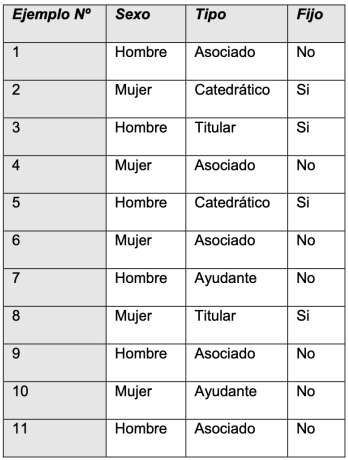 Ejemplo Nº Sexo Tipo Fijo
1 Hombre Asociado No
2 Mujer Catedrático Si
3 Hombre Titular Si
4 Mujer Asociado No
5 Hombre Catedrático Si
6 Mujer Asociado No
7 Hombre Ayudante No
8 Mujer Titular Si
9 Hombre Asociado No
10 Mujer Ayudante No
11 Hombre Asociado No